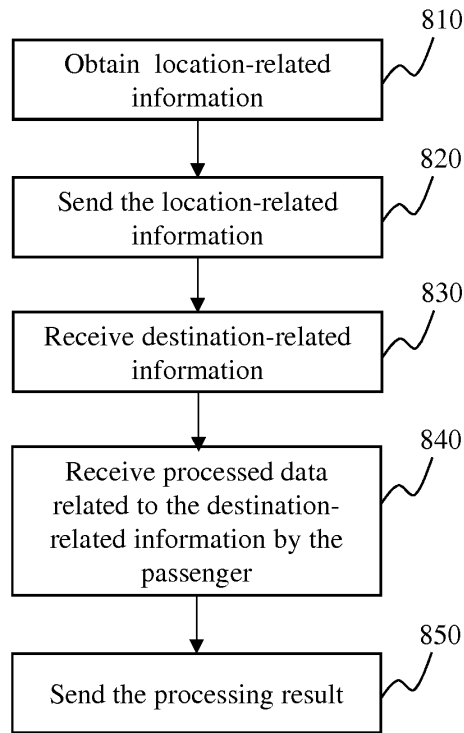 810
Obtain location-related
information
820
Send the location-related
information
830
Receive destination-related
information
840
Receive processed data
related to the destination-
related information by the
passenger
850
Send the processing result